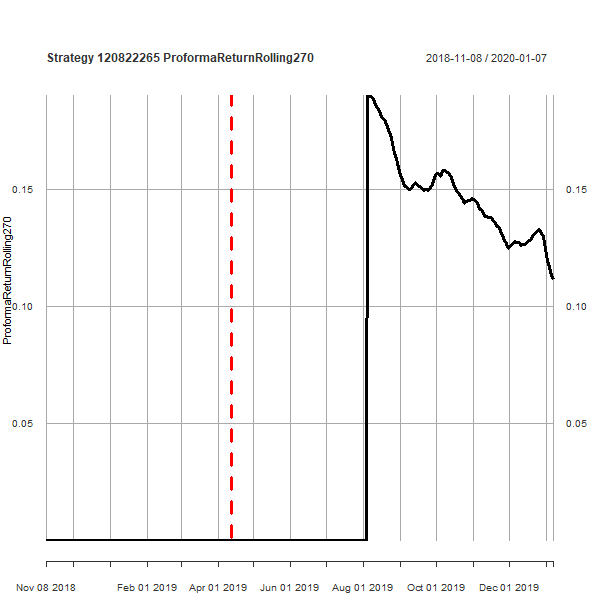 Strategy 120822265 ProformaReturnRolling270
2018-11-08 / 2020-01-07
ProformaReturnRolling270
0.15
0.10
0.05
0.15
0.10
0.05
Nov 08 2018
Feb 01 2019
Apr 01 2019
Jun 01 2019
Aug 01 2019
Oct 01 2019
Dec 01 2019